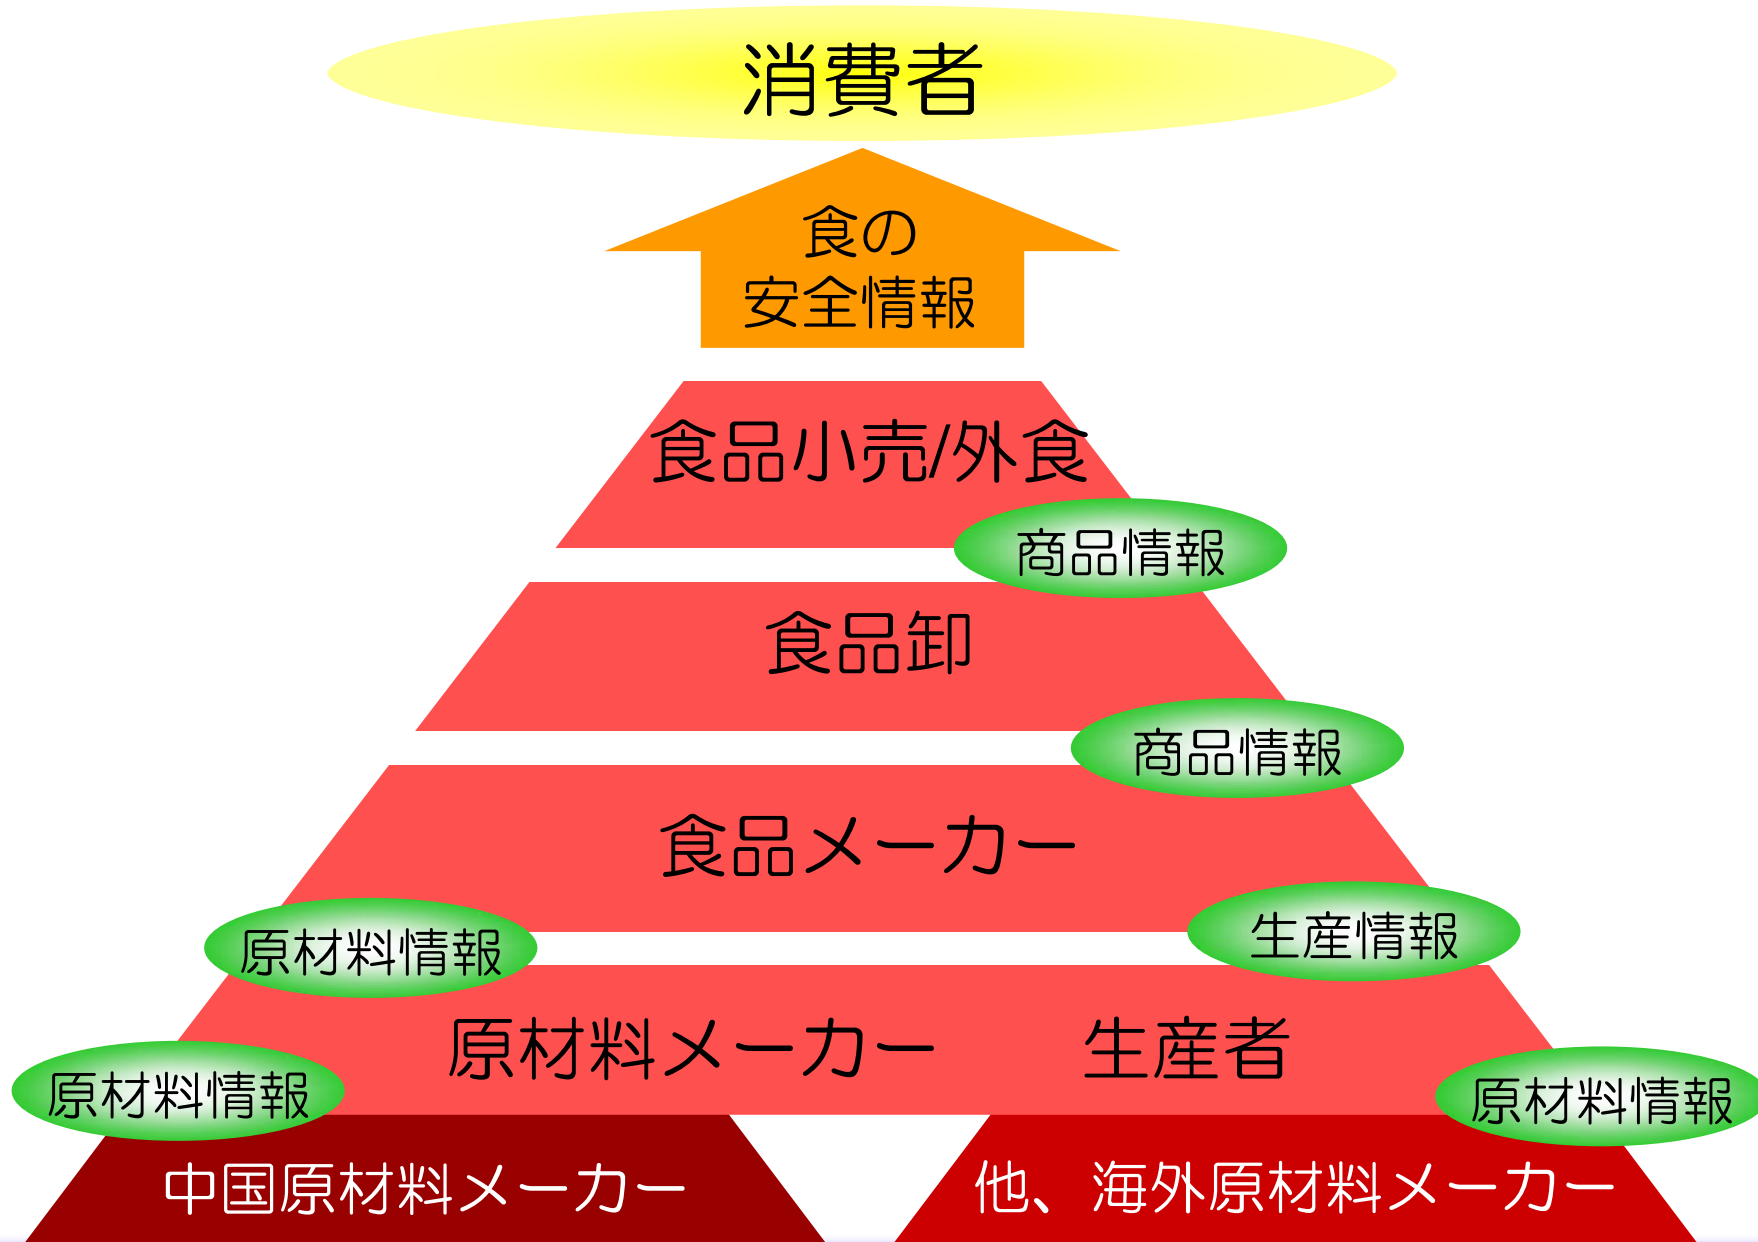 消費者
食の
安全情報
食品小売/外食
商品情報
食品卸
商品情報
食品メーカー
原材料情報
生産情報
原材料メーカー 生産者
原材料情報
原材料情報
中国原材料メーカー
他、海外原材料メーカー